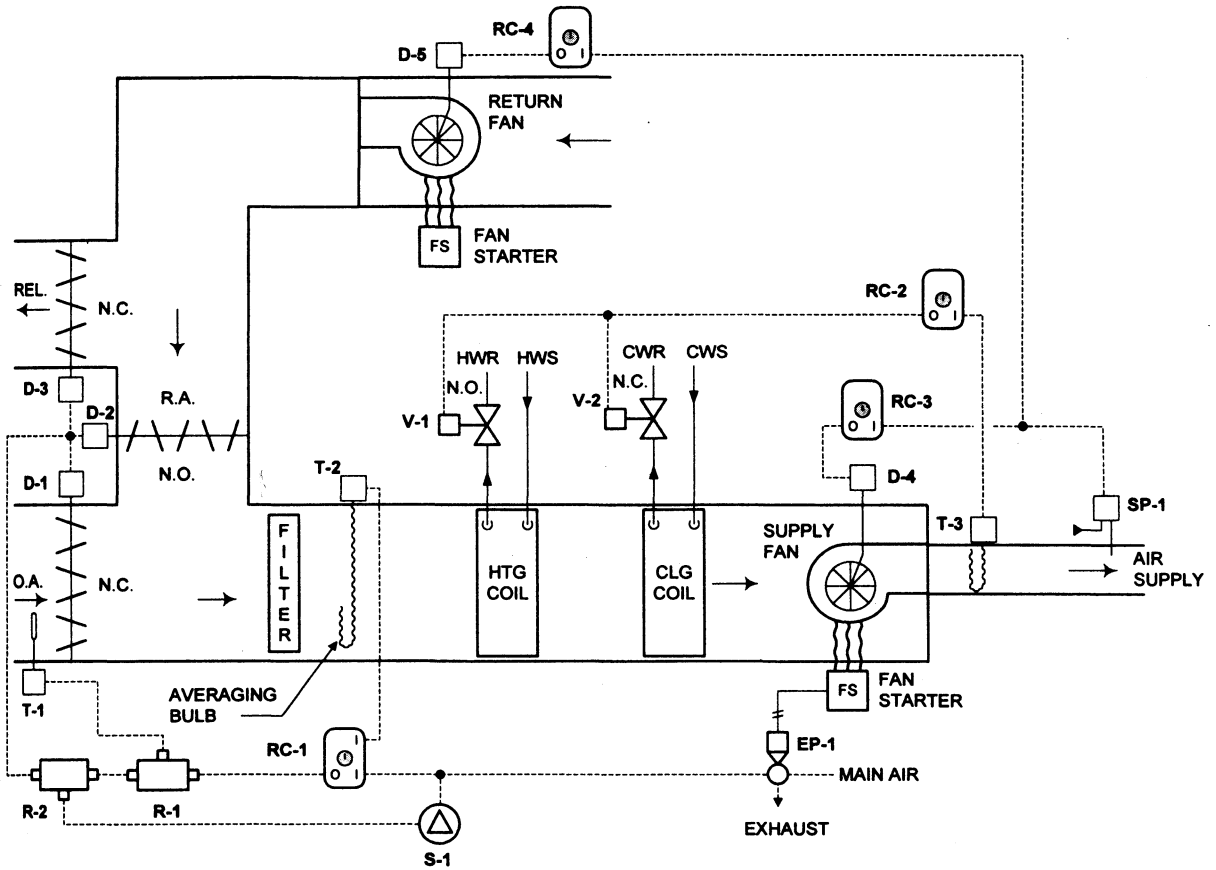 RC-4
D-5
RETURN
FAN
FS
FAN
STARTER
REL.
N.C.
RC-2
HWR
HWS
CWR
CWS
N.O.
N.C.
D-3
R.A.
D-2
V-1
V-2
RC-3
O I
O I
O I
N.O.
D-1
T-2
D-4
SP-1
T-3
SUPPLY
FAN
O.A.
N.C.
FILTER
HTG
COIL
CLG
COIL
AIR
SUPPLY
T-1
AVERAGING
BULB
FS
FAN
STARTER
RC-1
I
O I
EP-1
MAIN AIR
R-2
R-1
EXHAUST
S-1